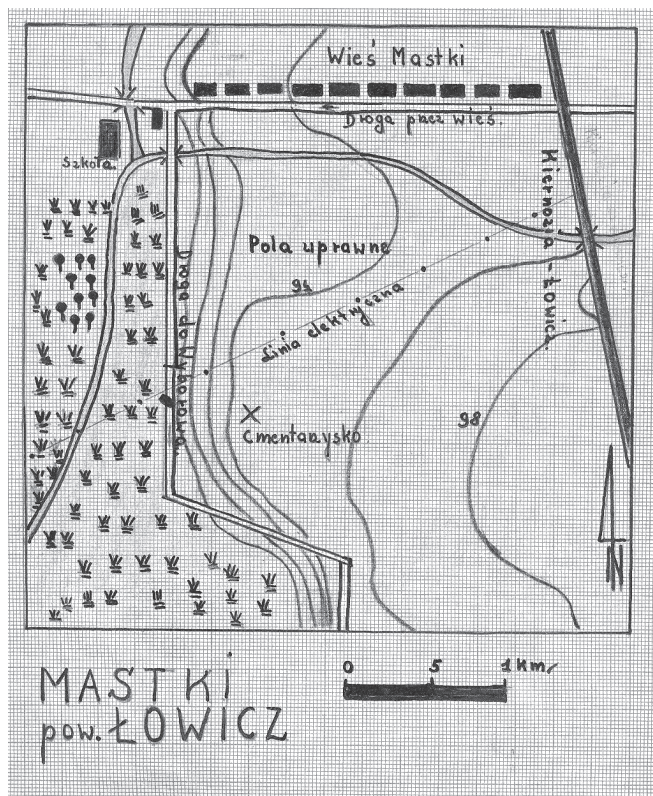 Wieś Mastki
Droga przez wieś.
Szkoła.
Kiernozia - Łowicz.
Pola uprawne
94
Linia elektryczna
Droga do Wyborowa.
98
Cmentarzysko
N
MASTKI
pow. ŁOWICZ
0 5 1 km,